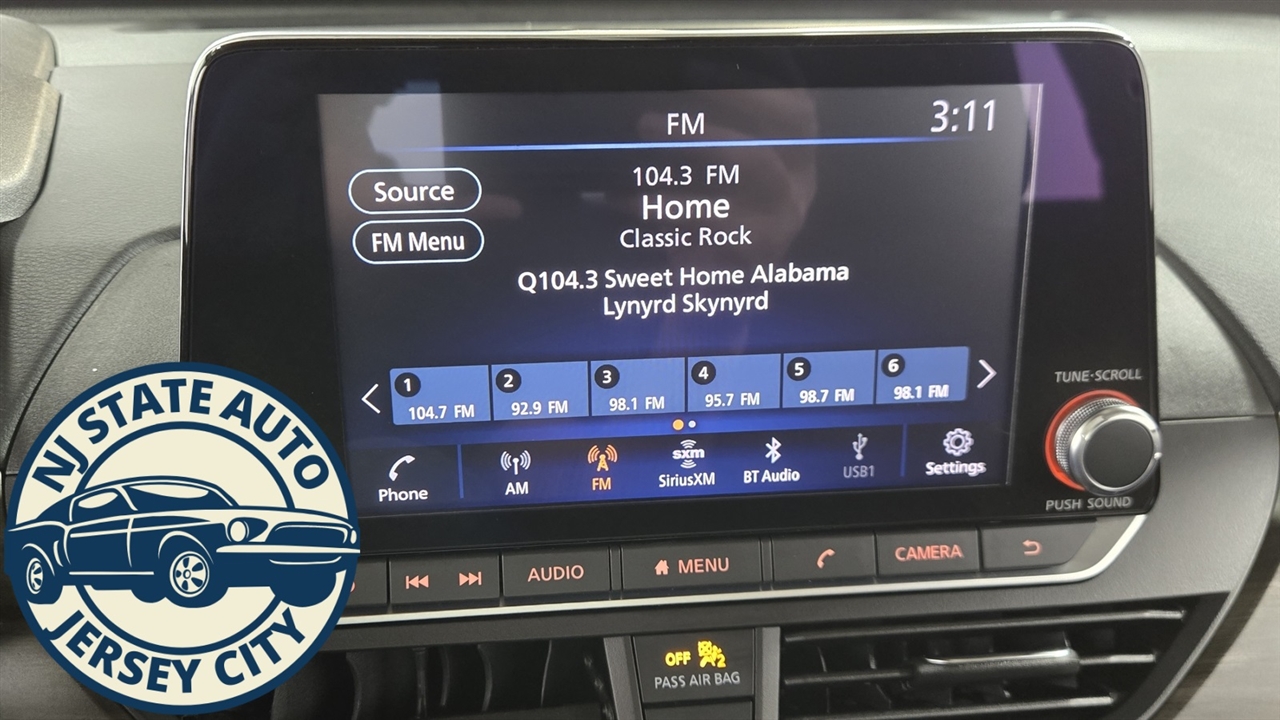 FM
3:11
Source
FM Menu
104.3 FM
Home
Classic Rock
Q104.3 Sweet Home Alabama
Lynyrd Skynyrd
1
104.7 FM
2
92.9 FM
3
98.1 FM
4
95.7 FM
5
98.7 FM
6
98.1 FM
Phone
AM
FM
sxm
SiriusXM
BT Audio
USB1
Settings
TUNE·SCROLL
PUSH SOUND
AUDIO
MENU
CAMERA
OFF
2
PASS AIR BAG
NJ STATE AUTO
JERSEY CITY